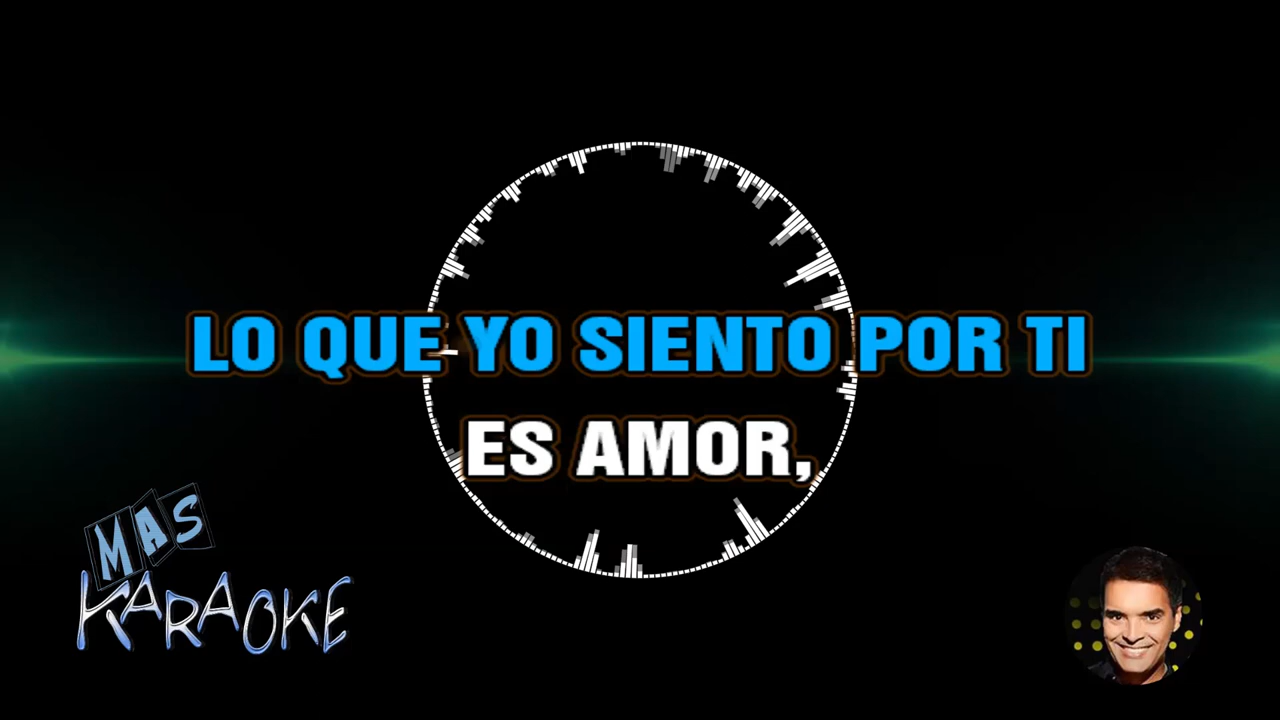 LO QUE YO SIENTO POR TI
ES AMOR,
MAS
KARAOKE